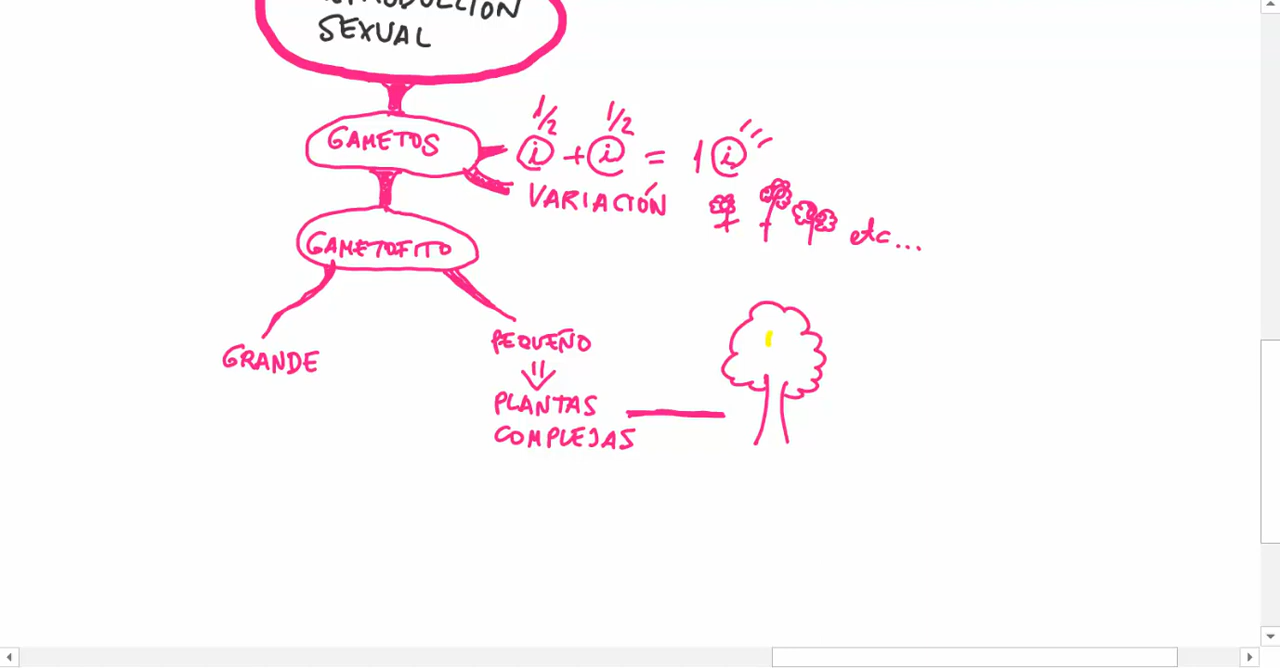 SEXUAL
GAMETOS
1/2 1/2
i + i = 1 i
VARIACIÓN
etc...
GAMETOFITO
GRANDE
PEQUEÑO
PLANTAS
COMPLEJAS